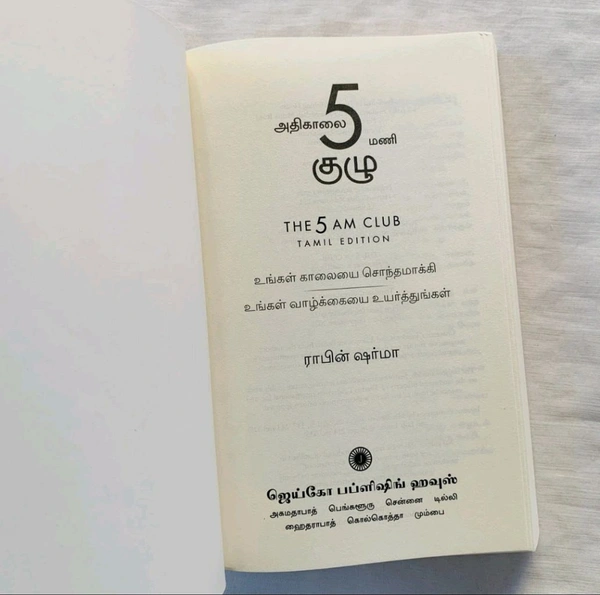 அதிகாலை 5 மணி
குழு
THE 5 AM CLUB
TAMIL EDITION
உங்கள் காலையை சொந்தமாக்கி
உங்கள் வாழ்க்கையை உயர்த்துங்கள்
ராபின் ஷர்மா
ஜெய்கோ பப்ளிஷிங் ஹவுஸ்
அகமதாபாத் பெங்களூரு சென்னை டில்லி
ஹைதராபாத் கொல்கொத்தா மும்பை